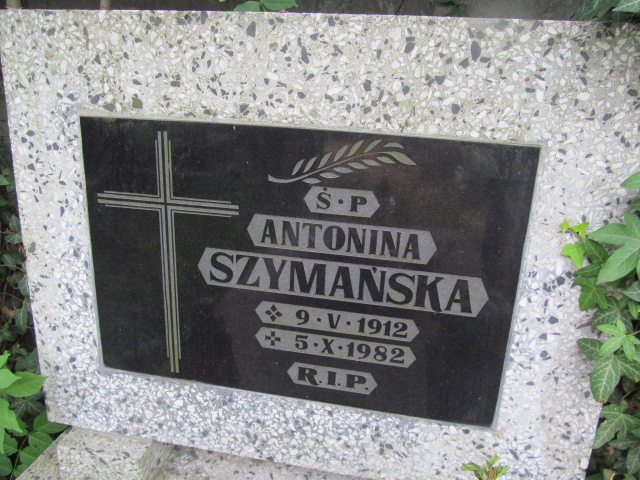 Ś·P
ANTONINA
SZYMAŃSKA
9·V·1912
5·X·1982
R.I.P.